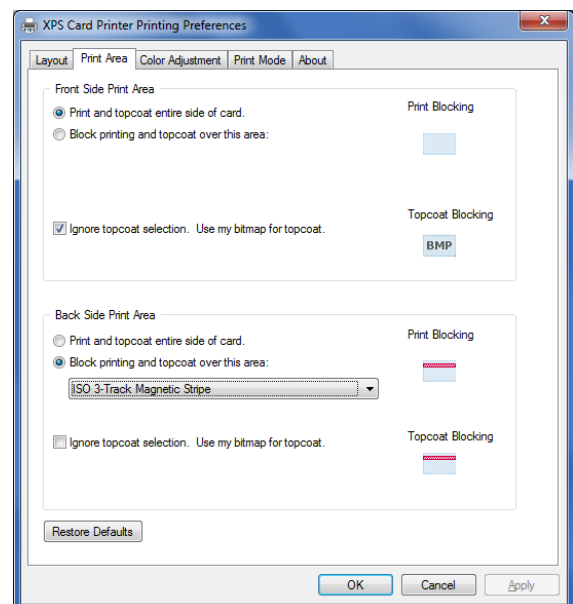 XPS Card Printer Printing Preferences
Layout Print Area Color Adjustment Print Mode About
Front Side Print Area
Print and topcoat entire side of card.
Print Blocking
Block printing and topcoat over this area:
Topcoat Blocking
Ignore topcoat selection. Use my bitmap for topcoat.
BMP
Back Side Print Area
Print and topcoat entire side of card.
Print Blocking
Block printing and topcoat over this area:
ISO 3-Track Magnetic Stripe
Ignore topcoat selection. Use my bitmap for topcoat.
Topcoat Blocking
Restore Defaults
OK Cancel Apply